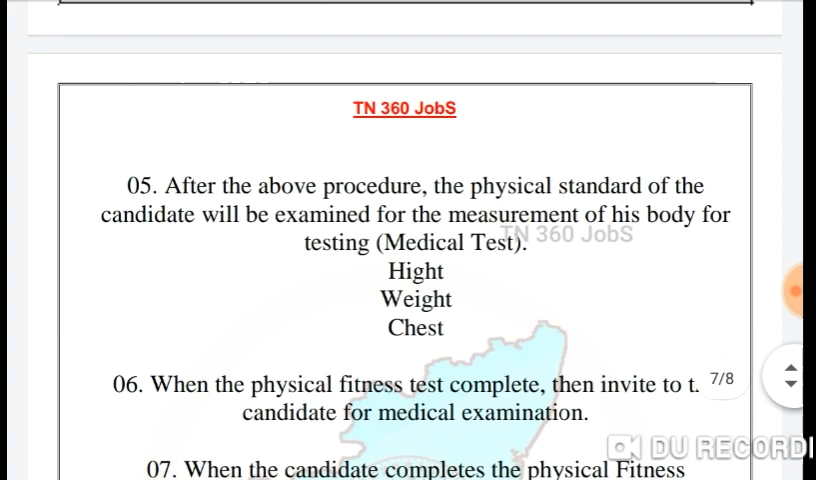 TN 360 JobS
05. After the above procedure, the physical standard of the
candidate will be examined for the measurement of his body for
testing (Medical Test).
TN 360 JobS
Hight
Weight
Chest
06. When the physical fitness test complete, then invite to t.
7/8
candidate for medical examination.
DU RECORD
07. When the candidate completes the physical Fitness